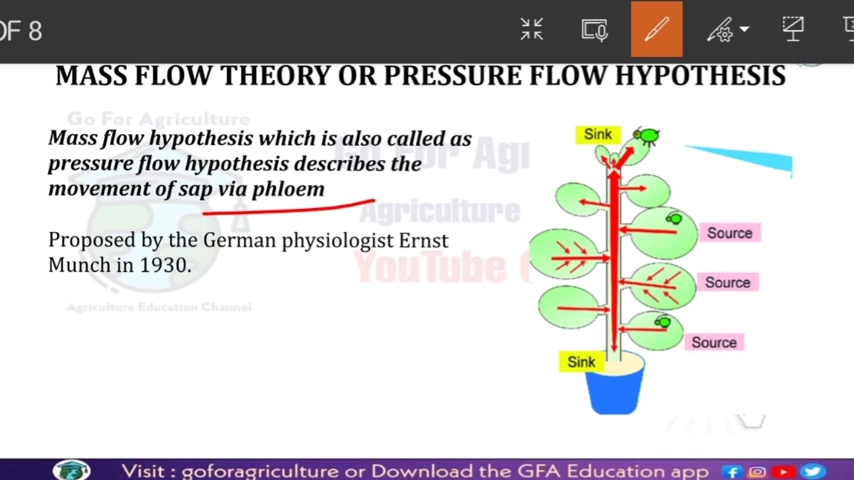 OF 8
MASS FLOW THEORY OR PRESSURE FLOW HYPOTHESIS
Go For Agriculture
Mass flow hypothesis which is also called as
pressure flow hypothesis describes the
movement of sap via phloem
Go For Agri
Agriculture
YouTube
Proposed by the German physiologist Ernst
Munch in 1930.
Agriculture Education Channel
Sink
Source
Source
Source
Sink
Visit : goforagriculture or Download the GFA Education app